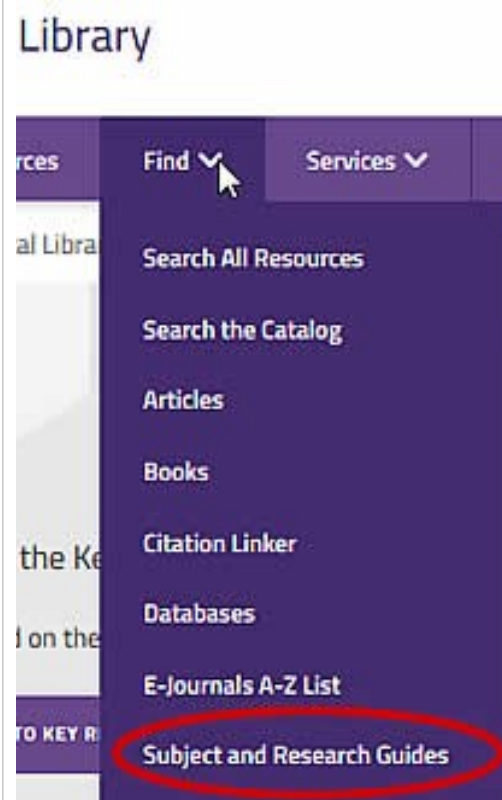 Library
rces Find Services
al Libra
Search All Resources
Search the Catalog
Articles
Books
Citation Linker
the Ke
Databases
d on the
E-Journals A-Z List
TO KEY R
Subject and Research Guides